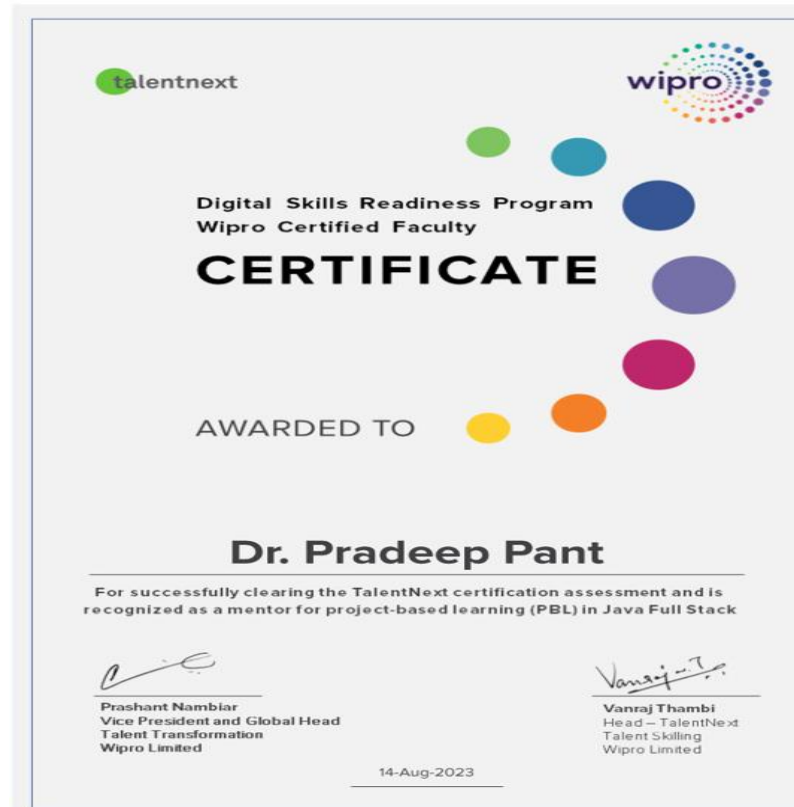 talentnext
wipro
Digital Skills Readiness Program
Wipro Certified Faculty
CERTIFICATE
AWARDED TO
Dr. Pradeep Pant
For successfully clearing the TalentNext certification assessment and is
recognized as a mentor for project-based learning (PBL) in Java Full Stack
Prashant Nambiar
Vice President and Global Head
Talent Transformation
Wipro Limited
Vanraj Thambi
Head – TalentNext
Talent Skilling
Wipro Limited
14-Aug-2023